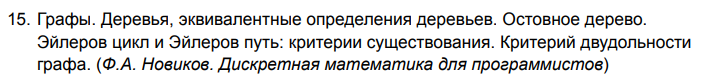 15. Графы. Деревья, эквивалентные определения деревьев. Остовное дерево.
Эйлеров цикл и Эйлеров путь: критерии существования. Критерий двудольности
графа. (Ф.А. Новиков. Дискретная математика для программистов)